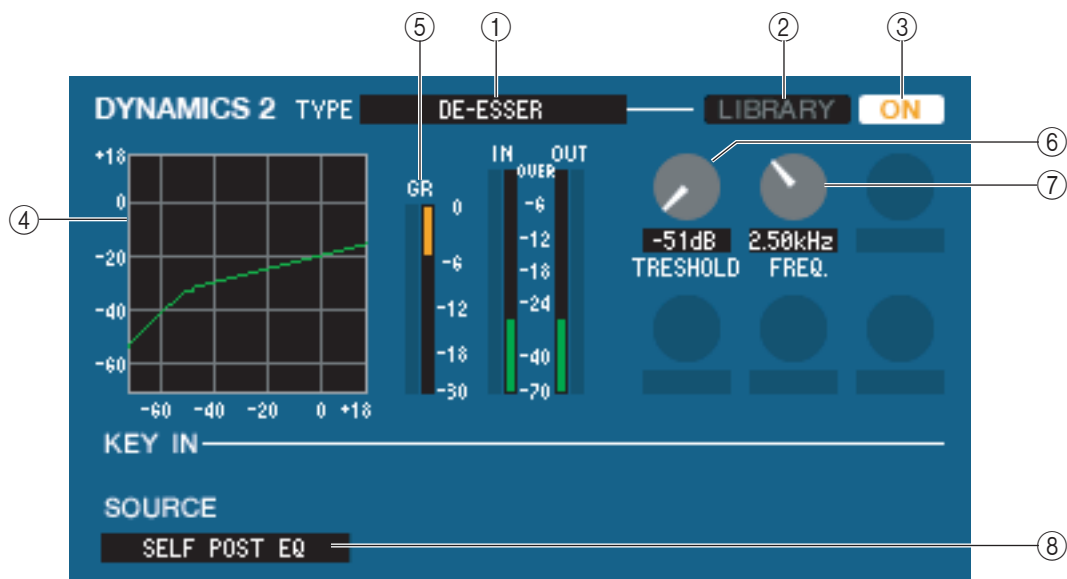 ⑤ ① ② ③
DYNAMICS 2 TYPE DE-ESSER LIBRARY ON
+18
0
-20
-40
-60
-60 -40 -20 0 +18
④
GR
0
-6
-12
-18
-30
IN OUT
OVER
-6
-12
-18
-24
-40
-70
⑥
⑦
-51dB 2.50kHz
TRESHOLD FREQ.
KEY IN
SOURCE
SELF POST EQ
⑧